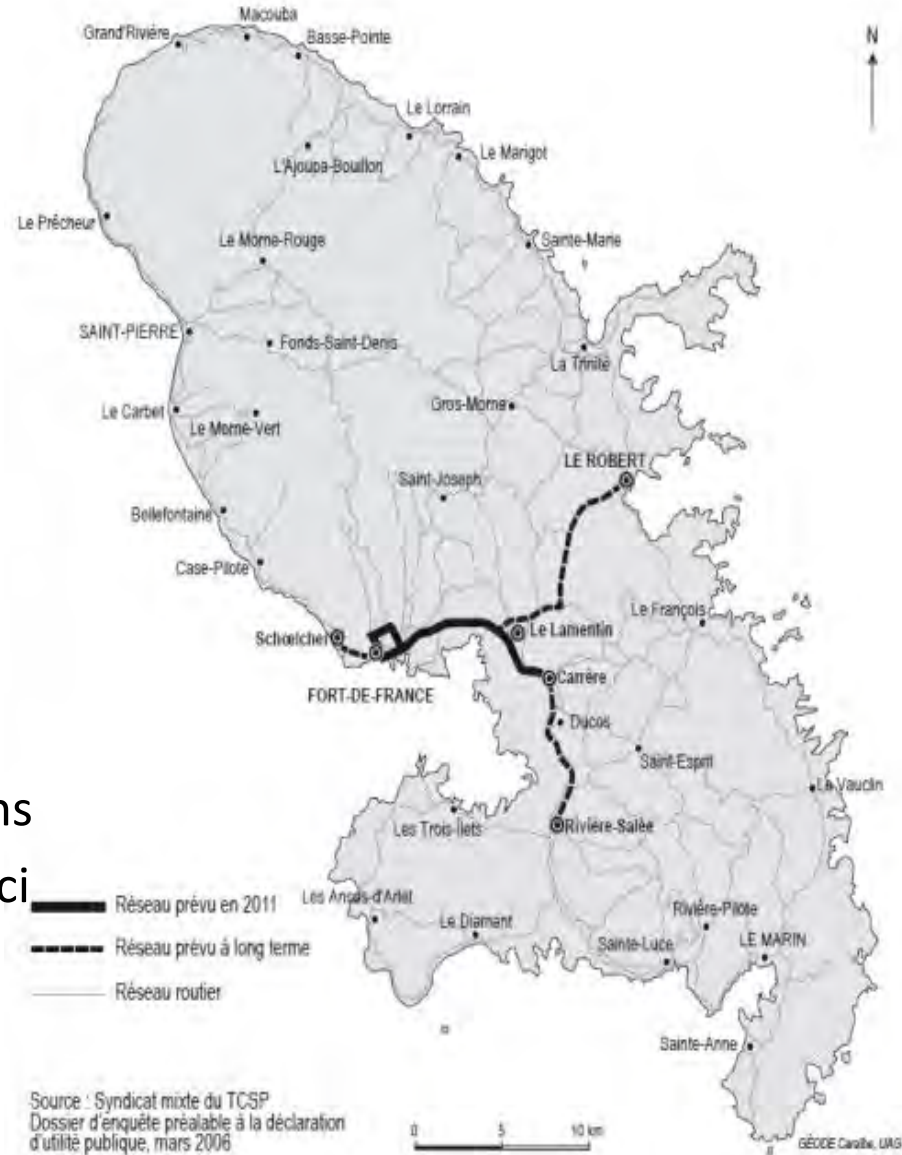 Macouba
Grand'Rivière
Basse-Pointe
N
Le Lorrain
Le Marigot
L'Ajoupa-Bouillon
Le Prêcheur
Sainte-Marie
Le Morne-Rouge
SAINT-PIERRE
Fonds-Saint-Denis
La Trinité
Le Carbet
Le Morne-Vert
Gros-Morne
LE ROBERT
Saint-Joseph
Bellefontaine
Case-Pilote
Le François
Schœlcher
Le Lamentin
FORT-DE-FRANCE
Carrère
Ducos
Saint-Esprit
Le Vauclin
ns
Les Trois-Îlets
Rivière-Salée
ci
Réseau prévu en 2011
Les Anses-d'Arlet
Le Diamant
Rivière-Pilote
Réseau prévu à long terme
Sainte-Luce
LE MARIN
Réseau routier
Sainte-Anne
Source : Syndicat mixte du TCSP
Dossier d'enquête préalable à la déclaration
d'utilité publique, mars 2006
0 5 10 km
GÉODE Caraïbe, UAG